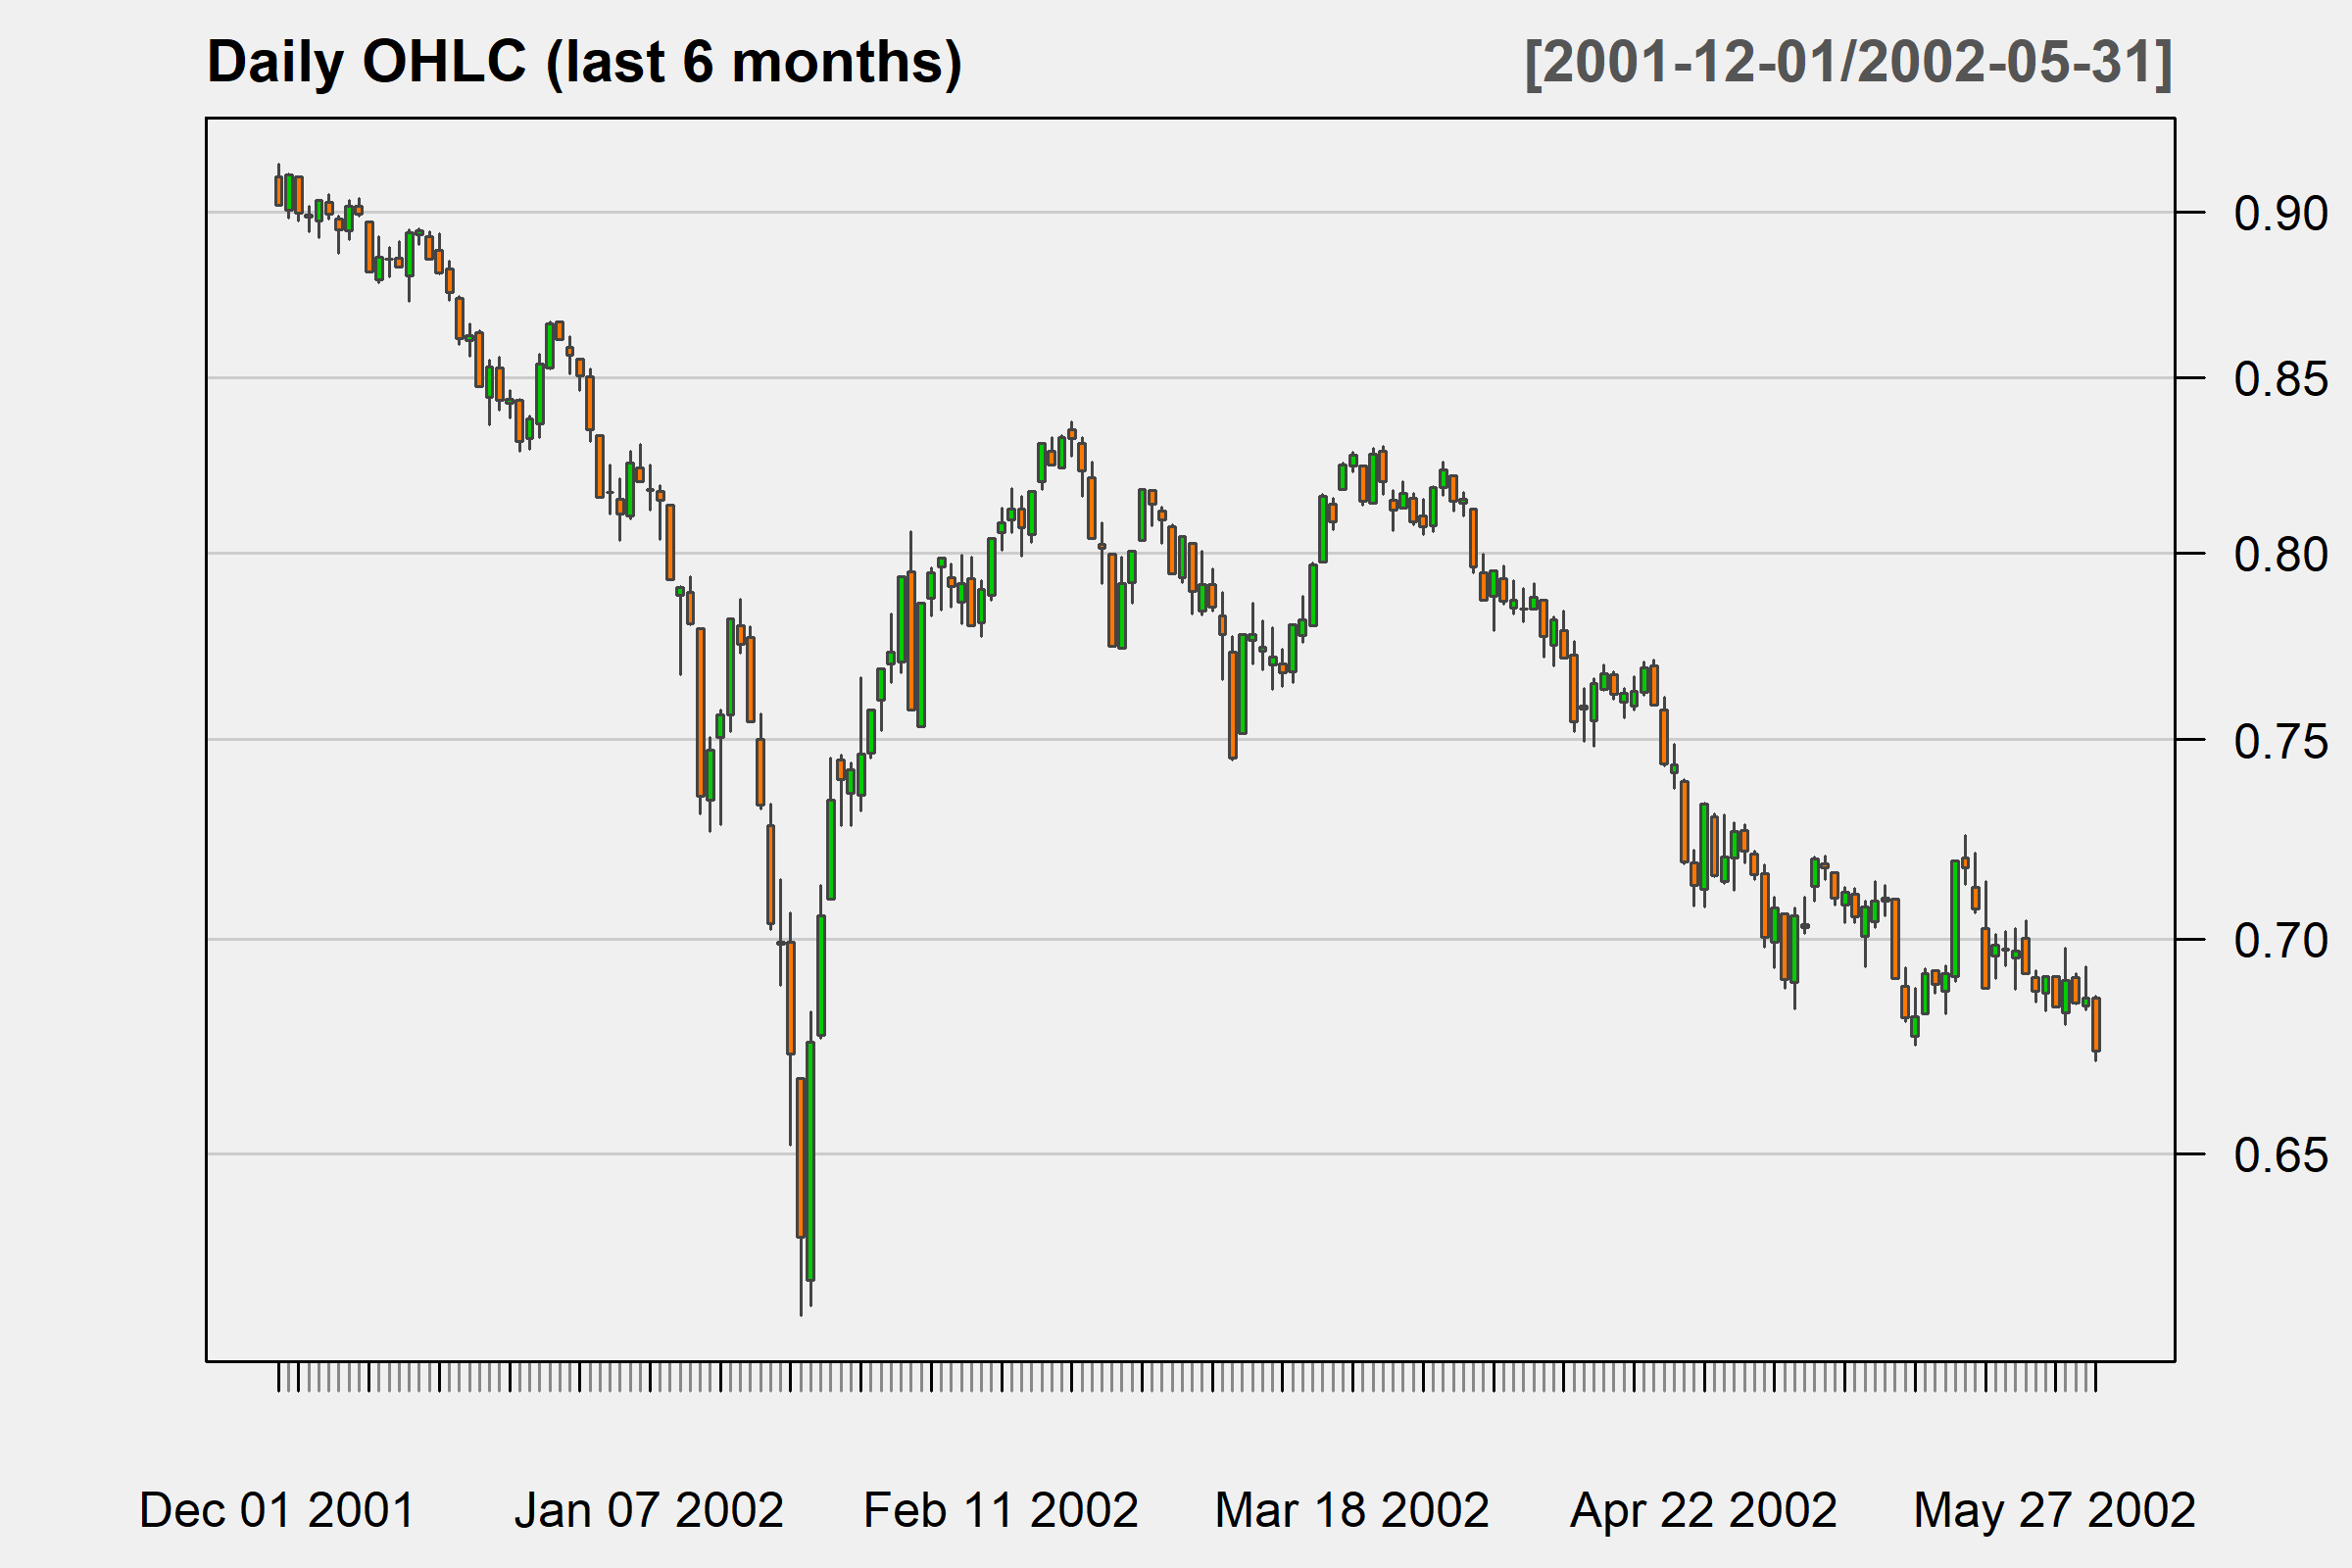 Daily OHLC (last 6 months)
[2001-12-01/2002-05-31]
0.90
0.85
0.80
0.75
0.70
0.65
Dec 01 2001
Jan 07 2002
Feb 11 2002
Mar 18 2002
Apr 22 2002
May 27 2002